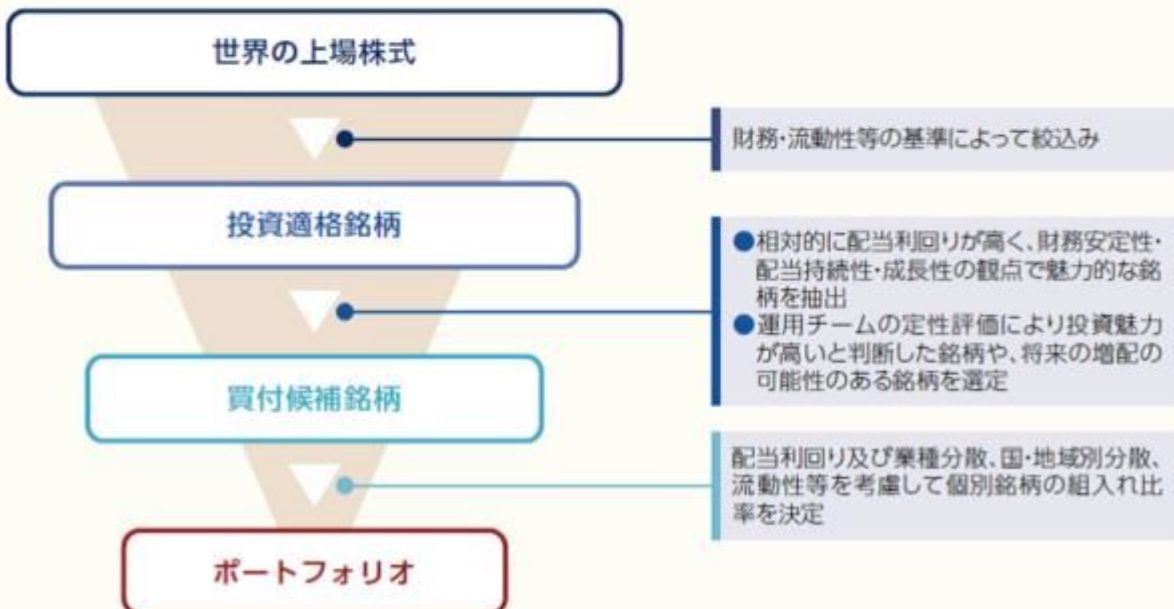 世界の上場株式
財務・流動性等の基準によって絞込み
投資適格銘柄
●相対的に配当利回りが高く、財務安定性・
配当持続性・成長性の観点で魅力的な銘
柄を抽出
●運用チームの定性評価により投資魅力
が高いと判断した銘柄や、将来の増配の
可能性のある銘柄を選定
買付候補銘柄
配当利回り及び業種分散、国・地域別分散、
流動性等を考慮して個別銘柄の組入れ比
率を決定
ポートフォリオ